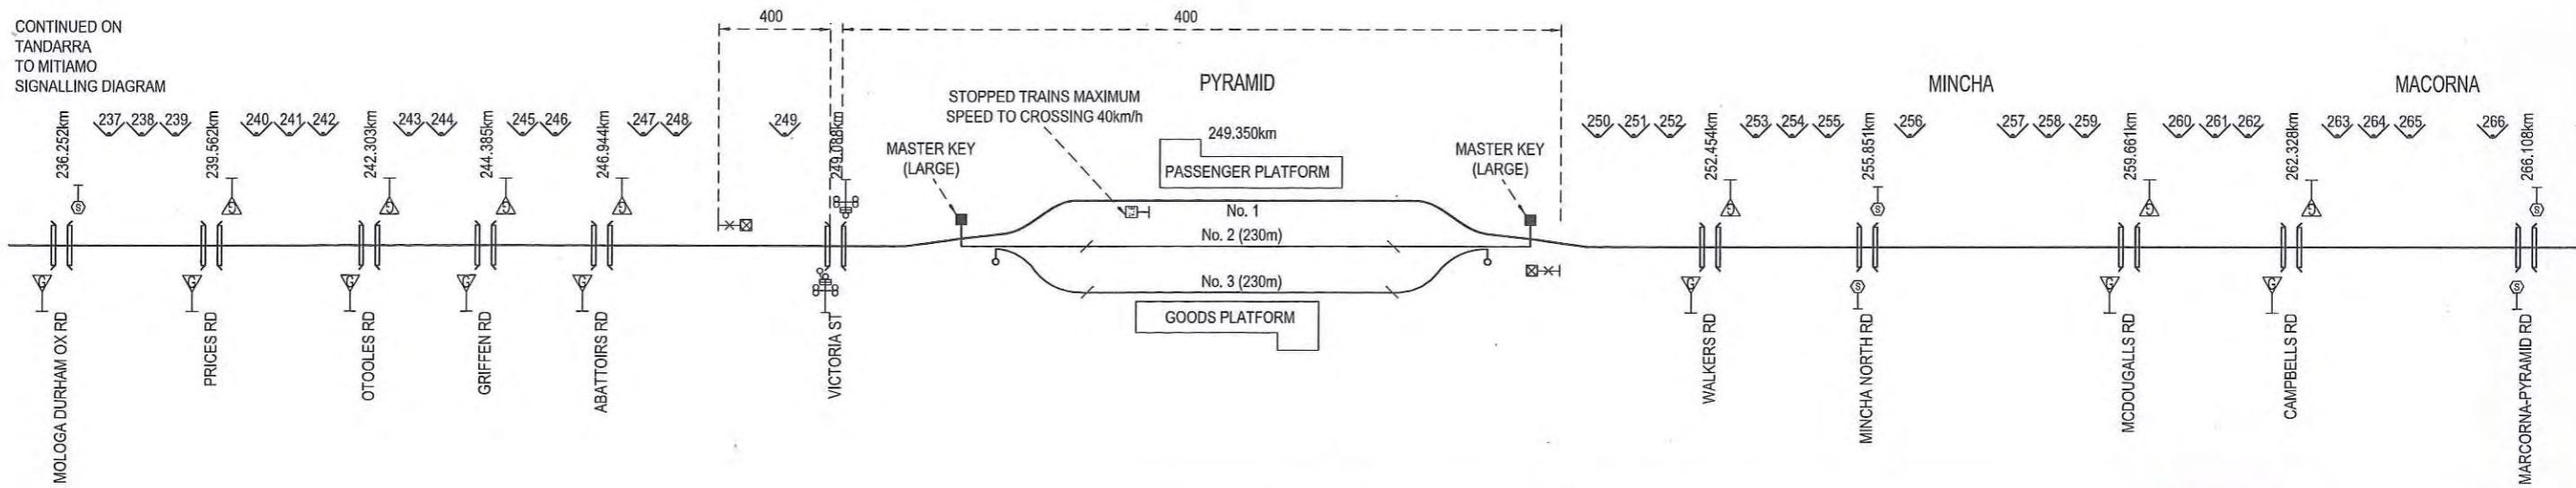 CONTINUED ON
TANDARRA
TO MITIAMO
SIGNALLING DIAGRAM
400
400
PYRAMID
MINCHA
MACORNA
STOPPED TRAINS MAXIMUM
SPEED TO CROSSING 40km/h
236.252km
237 238 239
239.562km
240 241 242
242.303km
243 244
244.385km
245 246
246.944km
247 248
249
249.088km
MASTER KEY
(LARGE)
249.350km
PASSENGER PLATFORM
MASTER KEY
(LARGE)
250 251 252
252.454km
253 254 255
255.851km
256
257 258 259
259.661km
260 261 262
262.328km
263 264 265
266
266.108km
S
G
G
G
G
S
G
G
S
No. 1
No. 2 (230m)
No. 3 (230m)
GOODS PLATFORM
G
G
G
G
G
G
S
G
G
S
MOLOGA DURHAM OX RD
PRICES RD
OTOOLES RD
GRIFFEN RD
ABATTOIRS RD
VICTORIA ST
WALKERS RD
MINCHA NORTH RD
MCDOUGALLS RD
CAMPBELLS RD
MARCORNA-PYRAMID RD